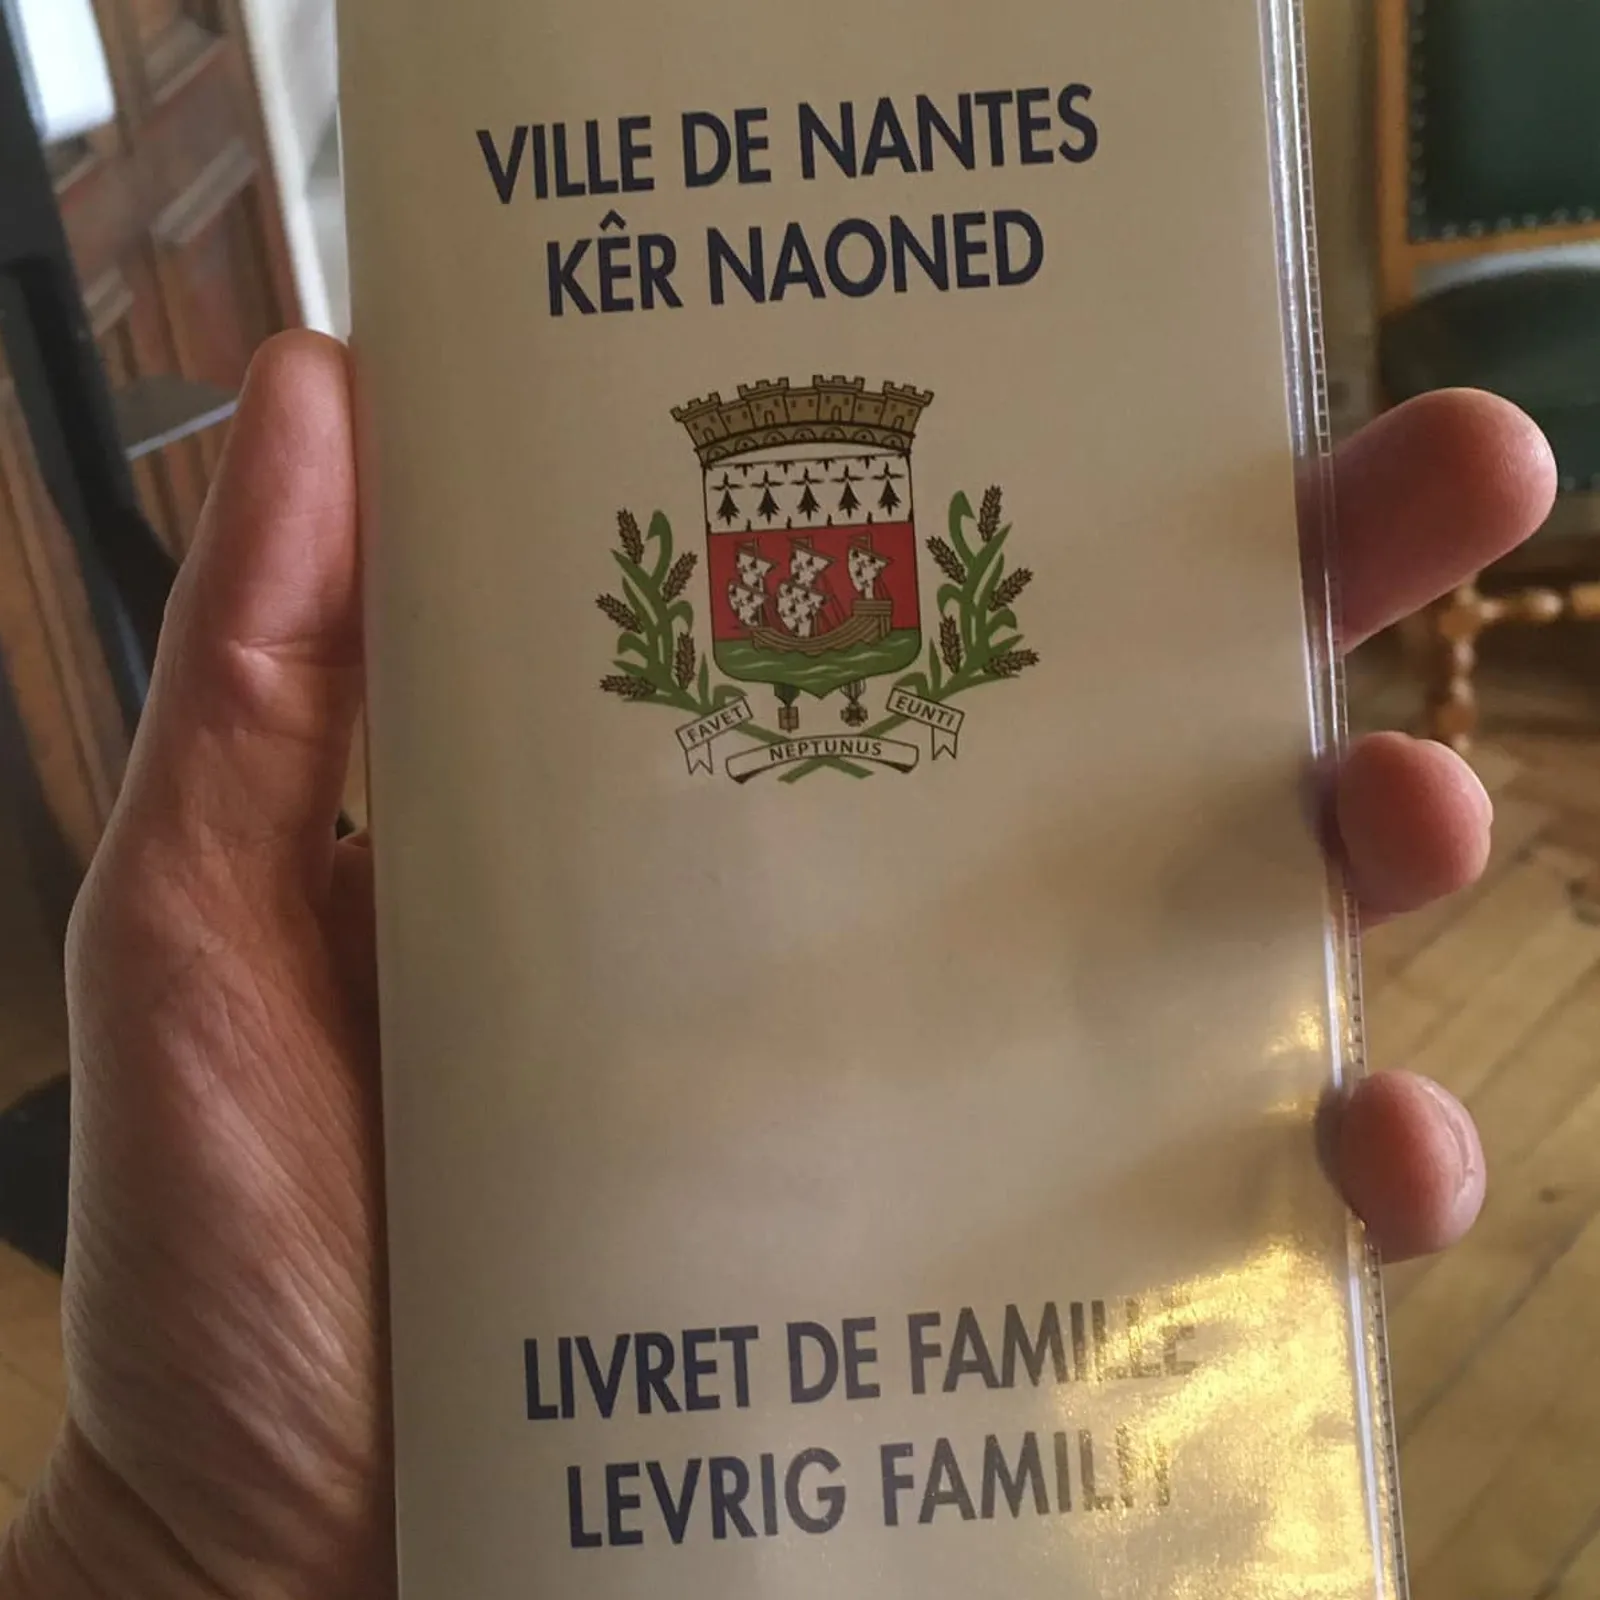 VILLE DE NANTES
KÊR NAONED
FAVET
NEPTUNUS
EUNTI
LIVRET DE FAMILLE
LEVRIG FAMILH